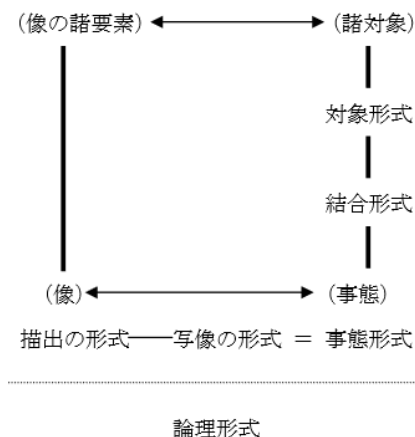 (像の諸要素) (諸対象)
対象形式
結合形式
(像) (事態)
描出の形式──写像の形式 = 事態形式
論理形式